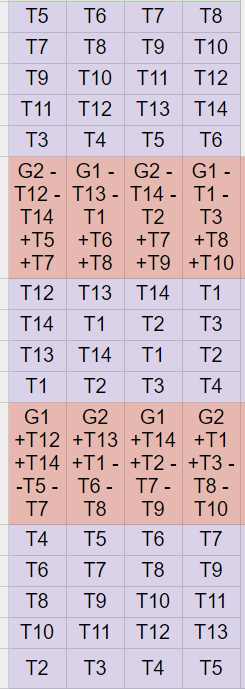 T5 T6 T7 T8
T7 T8 T9 T10
T9 T10 T11 T12
T11 T12 T13 T14
T3 T4 T5 T6
G2 - G1 - G2 - G1 -
T12 - T13 - T14 - T1 -
T14 T1 T2 T3
+T5 +T6 +T7 +T8
+T7 +T8 +T9 +T10
T12 T13 T14 T1
T14 T1 T2 T3
T13 T14 T1 T2
T1 T2 T3 T4
G1 G2 G1 G2
+T12 +T13 +T14 +T1
+T14 +T1 - +T2 - +T3 -
-T5 - T6 - T7 - T8 -
T7 T8 T9 T10
T4 T5 T6 T7
T6 T7 T8 T9
T8 T9 T10 T11
T10 T11 T12 T13
T2 T3 T4 T5